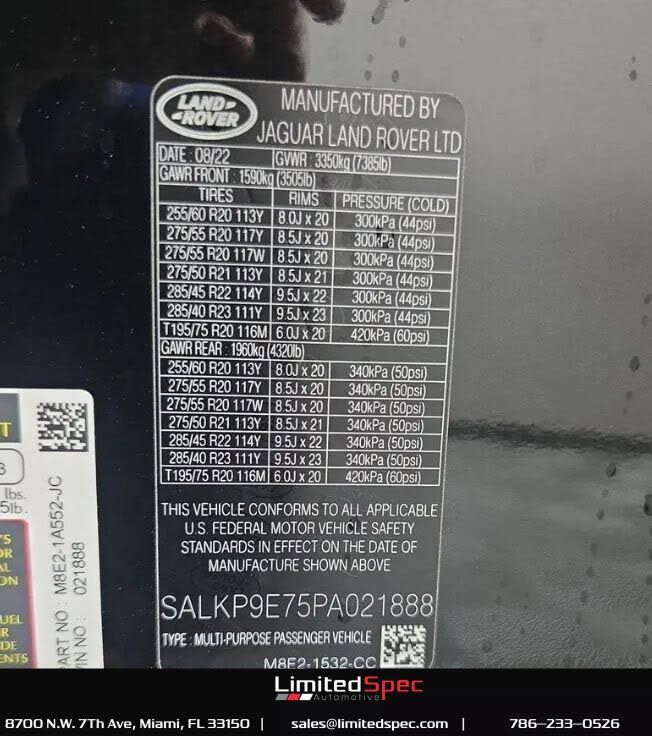 LAND-
ROVER
MANUFACTURED BY
JAGUAR LAND ROVER LTD
DATE : 08/22 GVWR : 3350kg (7385lb)
GAWR FRONT : 1590kg (3505lb)
TIRES RIMS PRESSURE (COLD)
255/60 R20 113Y 8.0J x 20 300kPa (44psi)
275/55 R20 117Y 8.5J x 20 300kPa (44psi)
275/55 R20 117W 8.5J x 20 300kPa (44psi)
275/50 R21 113Y 8.5J x 21 300kPa (44psi)
285/45 R22 114Y 9.5J x 22 300kPa (44psi)
285/40 R23 111Y 9.5J x 23 300kPa (44psi)
T195/75 R20 116M 6.0J x 20 420kPa (60psi)
GAWR REAR : 1960kg (4320lb)
255/60 R20 113Y 8.0J x 20 340kPa (50psi)
275/55 R20 117Y 8.5J x 20 340kPa (50psi)
275/55 R20 117W 8.5J x 20 340kPa (50psi)
275/50 R21 113Y 8.5J x 21 340kPa (50psi)
285/45 R22 114Y 9.5J x 22 340kPa (50psi)
285/40 R23 111Y 9.5J x 23 340kPa (50psi)
T195/75 R20 116M 6.0J x 20 420kPa (60psi)
THIS VEHICLE CONFORMS TO ALL APPLICABLE
U.S. FEDERAL MOTOR VEHICLE SAFETY
STANDARDS IN EFFECT ON THE DATE OF
MANUFACTURE SHOWN ABOVE
SALKP9E75PA021888
TYPE : MULTI-PURPOSE PASSENGER VEHICLE
M8E2-1532-CC
lbs.
PART NO : M8E2-1A552-JC
VIN NO : 021888
LimitedSpec
Automotive
8700 N.W. 7Th Ave, Miami, FL 33150 | sales@limitedspec.com | 786-233-0526